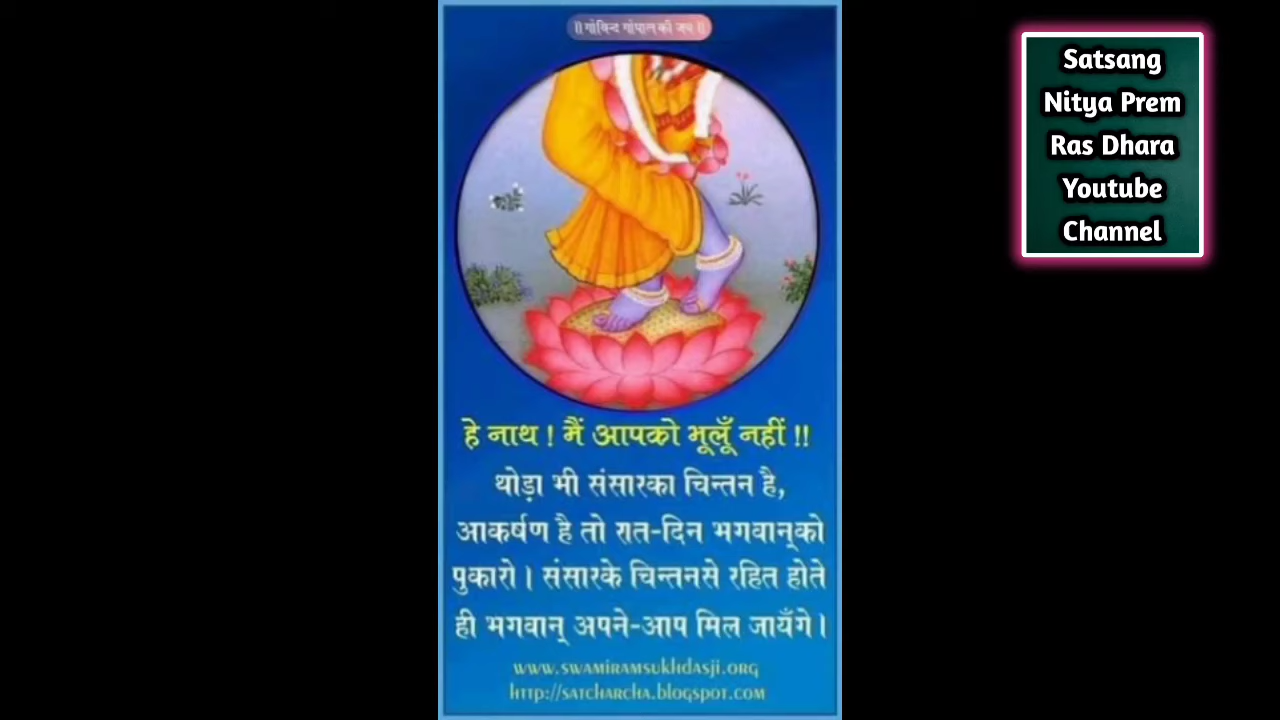 ॥ गोविन्द गोपाल की जय ॥
हे नाथ ! मैं आपको भूलूँ नहीं !!
थोड़ा भी संसारका चिन्तन है,
आकर्षण है तो रात-दिन भगवान्‌को
पुकारो । संसारके चिन्तनसे रहित होते
ही भगवान् अपने-आप मिल जायँगे ।
www.swamiramsukhdasji.org
http://satcharcha.blogspot.com
Satsang
Nitya Prem
Ras Dhara
Youtube
Channel